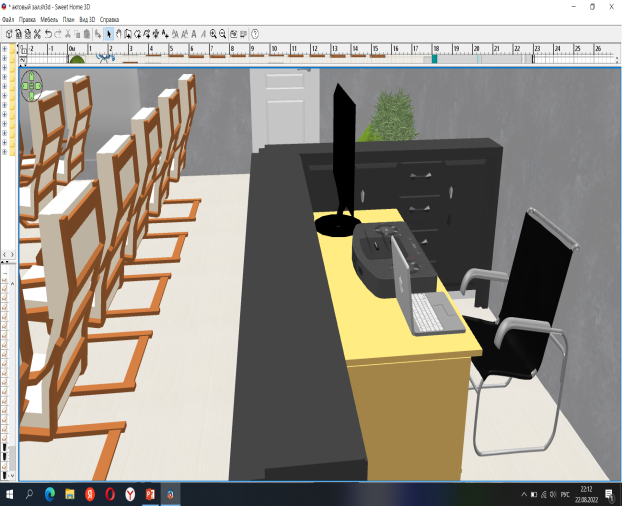 * актовый зал.sh3d - Sweet Home 3D
Файл Правка Мебель План Вид 3D Справка
-2 -1 0м 1 2 3 4 5 6 7 8 9 10 11 12 13 14 15 16 17 18 19 20 21 22 23 24 25 26
22:12
РУС
22.08.2022